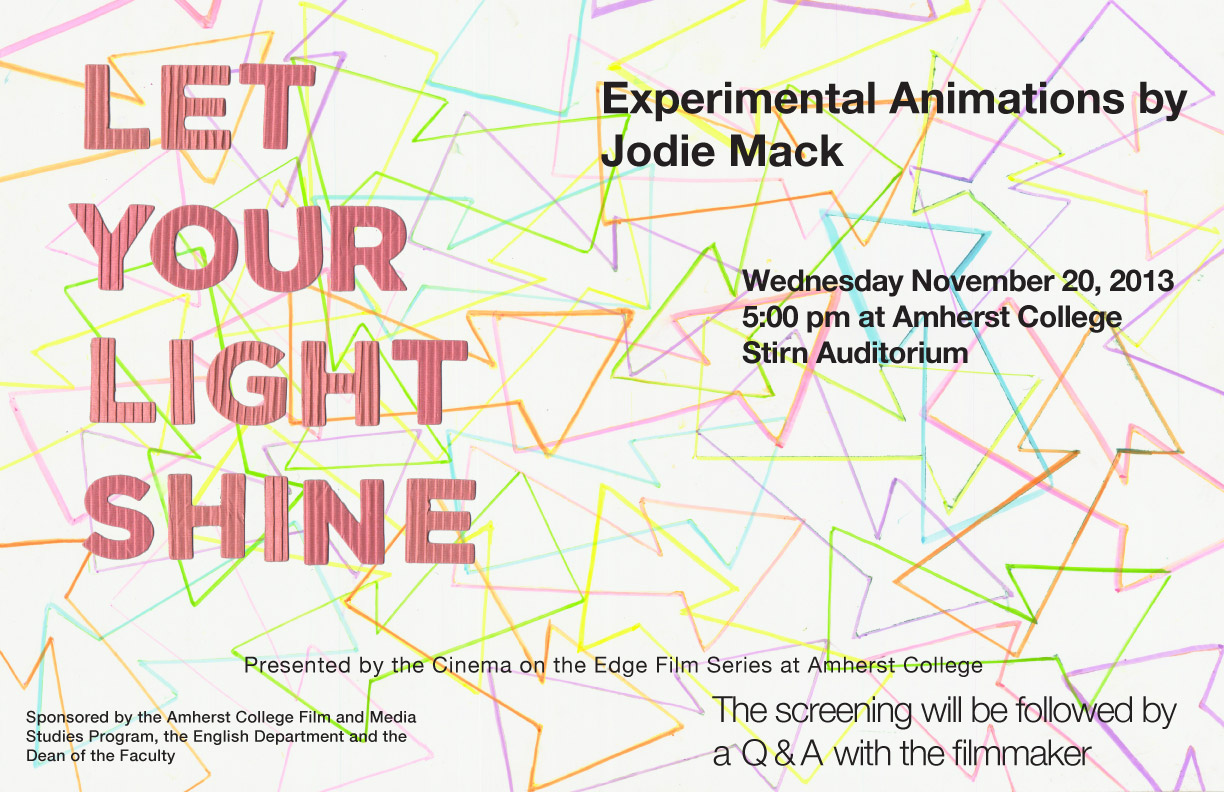 LET
YOUR
LIGHT
SHINE
Experimental Animations by
Jodie Mack
Wednesday November 20, 2013
5:00 pm at Amherst College
Stirn Auditorium
Presented by the Cinema on the Edge Film Series at Amherst College
Sponsored by the Amherst College Film and Media
Studies Program, the English Department and the
Dean of the Faculty
The screening will be followed by
a Q & A with the filmmaker